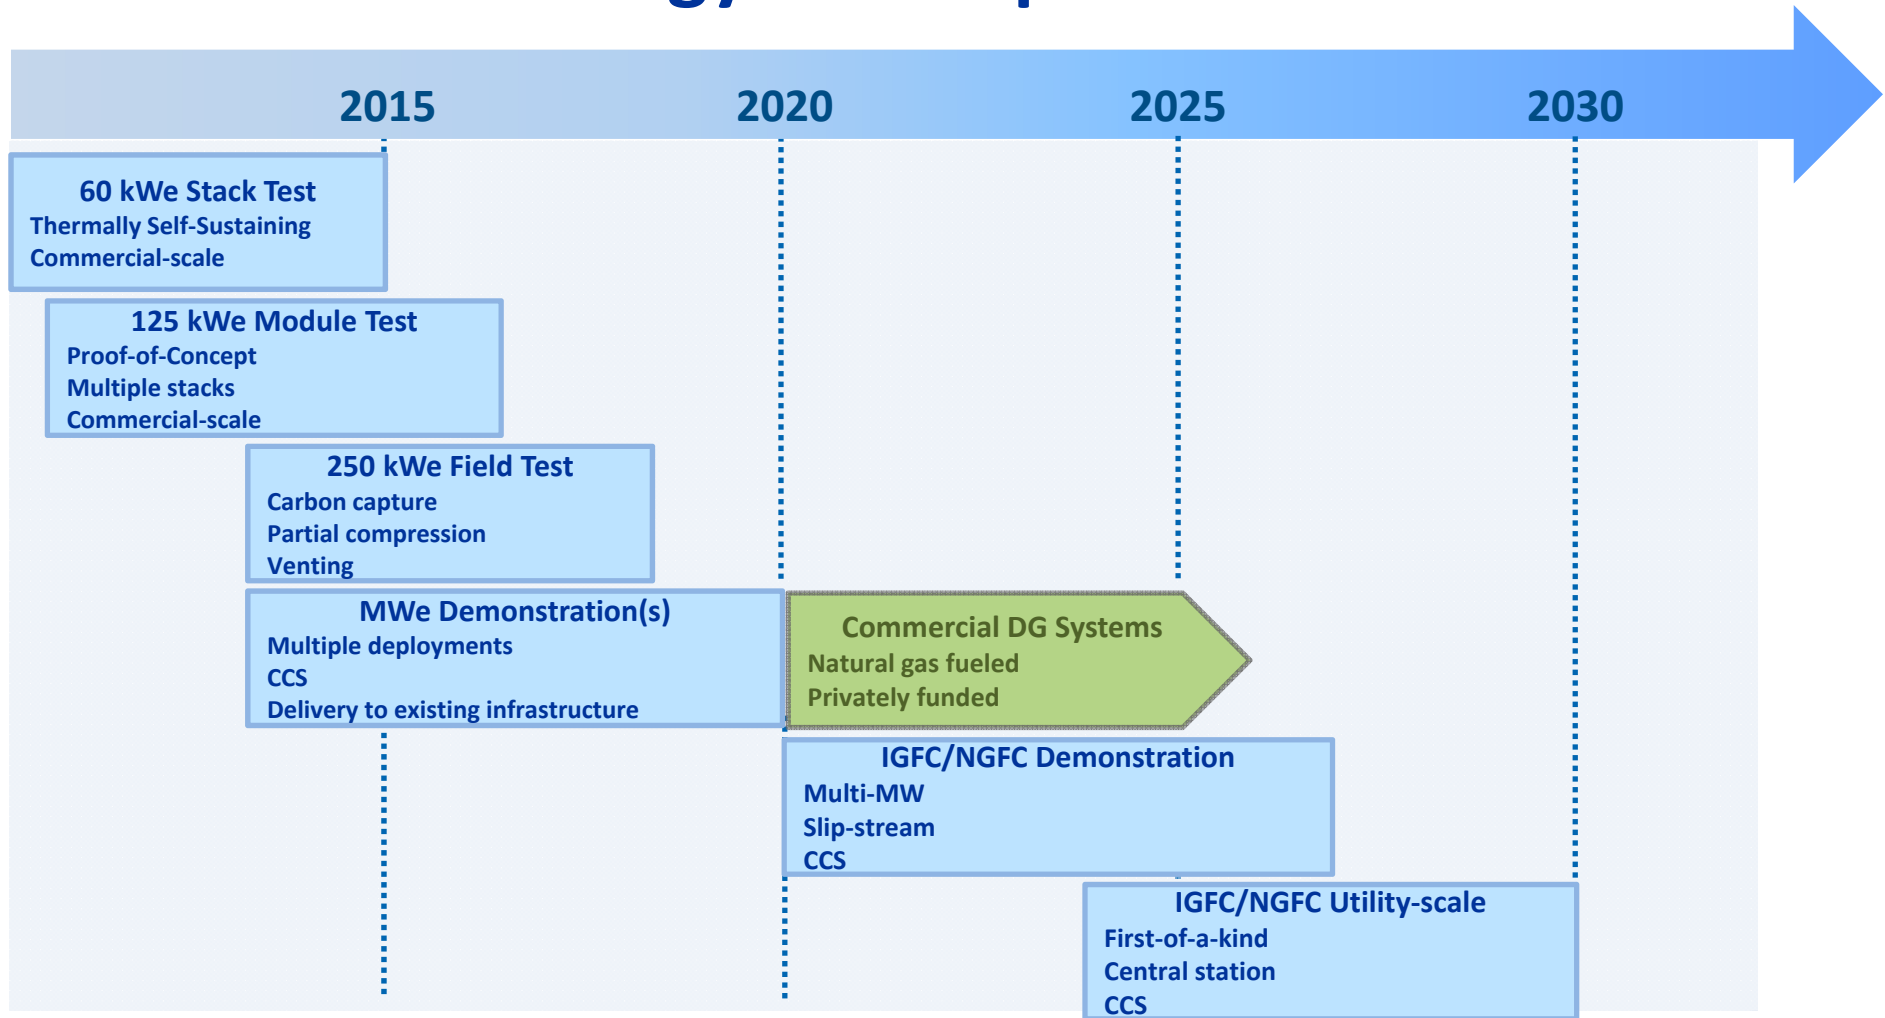 2015 2020 2025 2030
60 kWe Stack Test
Thermally Self-Sustaining
Commercial-scale
125 kWe Module Test
Proof-of-Concept
Multiple stacks
Commercial-scale
250 kWe Field Test
Carbon capture
Partial compression
Venting
MWe Demonstration(s)
Multiple deployments
CCS
Delivery to existing infrastructure
Commercial DG Systems
Natural gas fueled
Privately funded
IGFC/NGFC Demonstration
Multi-MW
Slip-stream
CCS
IGFC/NGFC Utility-scale
First-of-a-kind
Central station
CCS